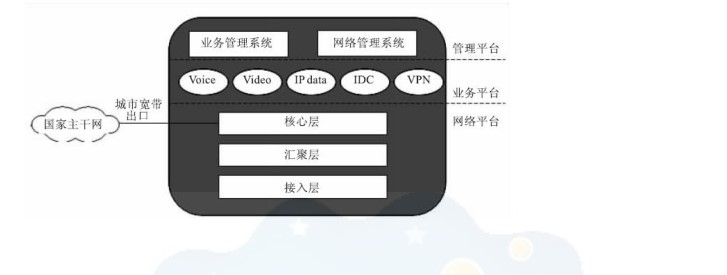 业务管理系统 网络管理系统
管理平台
Voice Video IP data IDC VPN
业务平台
城市宽带
出口
国家主干网
核心层
网络平台
汇聚层
接入层